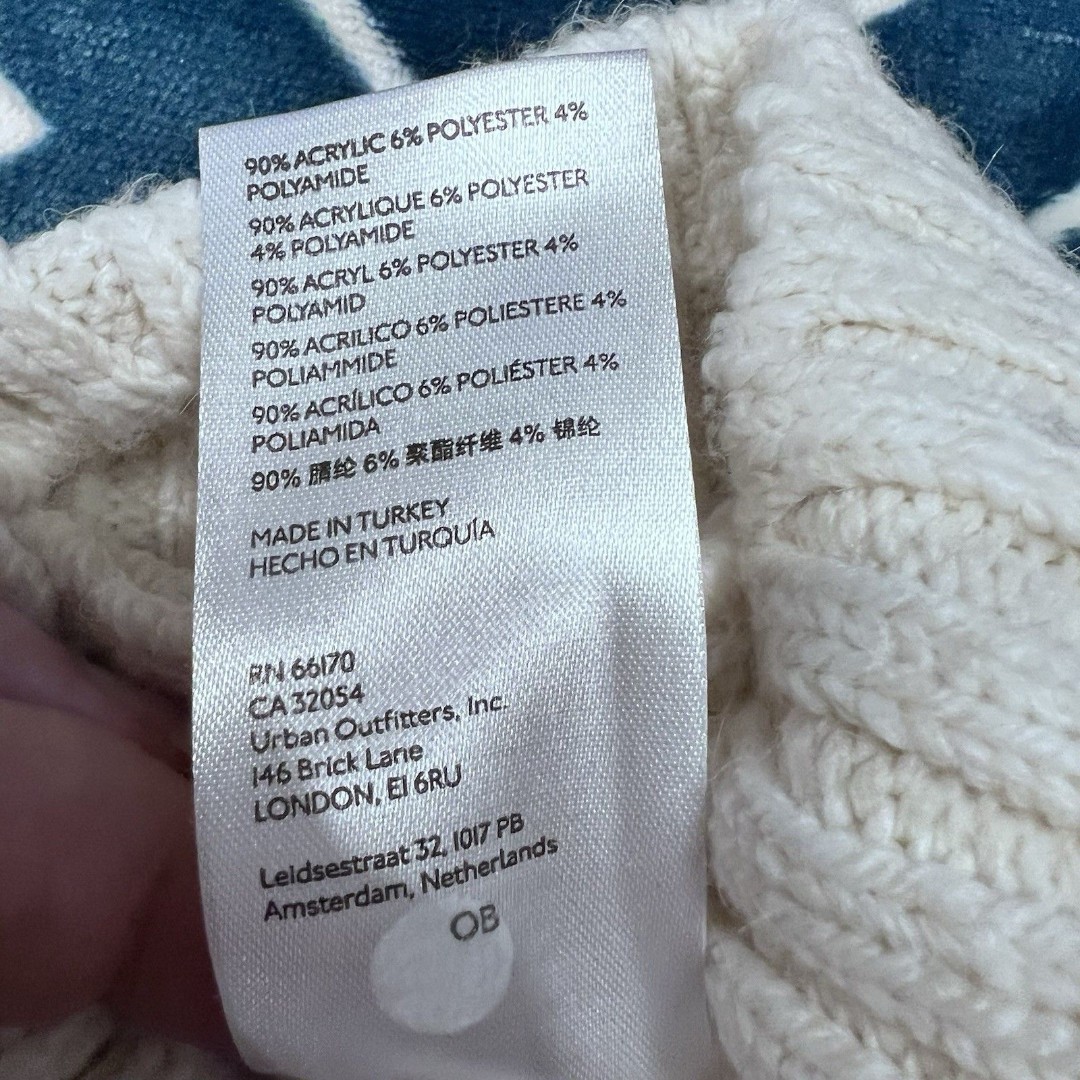 90% ACRYLIC 6% POLYESTER 4%
POLYAMIDE
90% ACRYLIQUE 6% POLYESTER
4% POLYAMIDE
90% ACRYL 6% POLYESTER 4%
POLYAMID
90% ACRILICO 6% POLIESTERE 4%
POLIAMMIDE
90% ACRÍLICO 6% POLIÉSTER 4%
POLIAMIDA
90% 腈纶 6% 聚酯纤维 4% 锦纶
MADE IN TURKEY
HECHO EN TURQUÍA
RN 66170
CA 32054
Urban Outfitters, Inc.
146 Brick Lane
LONDON, E1 6RU
Leidsestraat 32, 1017 PB
Amsterdam, Netherlands
OB